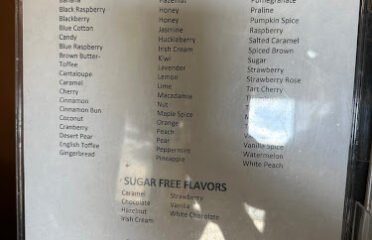 Banana
Black Raspberry
Blackberry
Blue Cotton
Candy
Blue Raspberry
Brown Butter-
Toffee
Cantaloupe
Caramel
Cherry
Cinnamon
Cinnamon Bun
Coconut
Cranberry
Desert Pear
English Toffee
Gingerbread
Hazelnut
Honey
Honey
Jasmine
Huckleberry
Irish Cream
Kiwi
Lavender
Lemon
Lime
Macadamia
Nut
Maple Spice
Orange
Peach
Pear
Peppermint
Pineapple
Pomegranate
Praline
Pumpkin Spice
Raspberry
Salted Caramel
Spiced Brown
Sugar
Strawberry
Strawberry Rose
Tart Cherry
Vanilla Spice
Watermelon
White Peach
SUGAR FREE FLAVORS
Caramel
Chocolate
Hazelnut
Irish Cream
Strawberry
Vanilla
White Chocolate